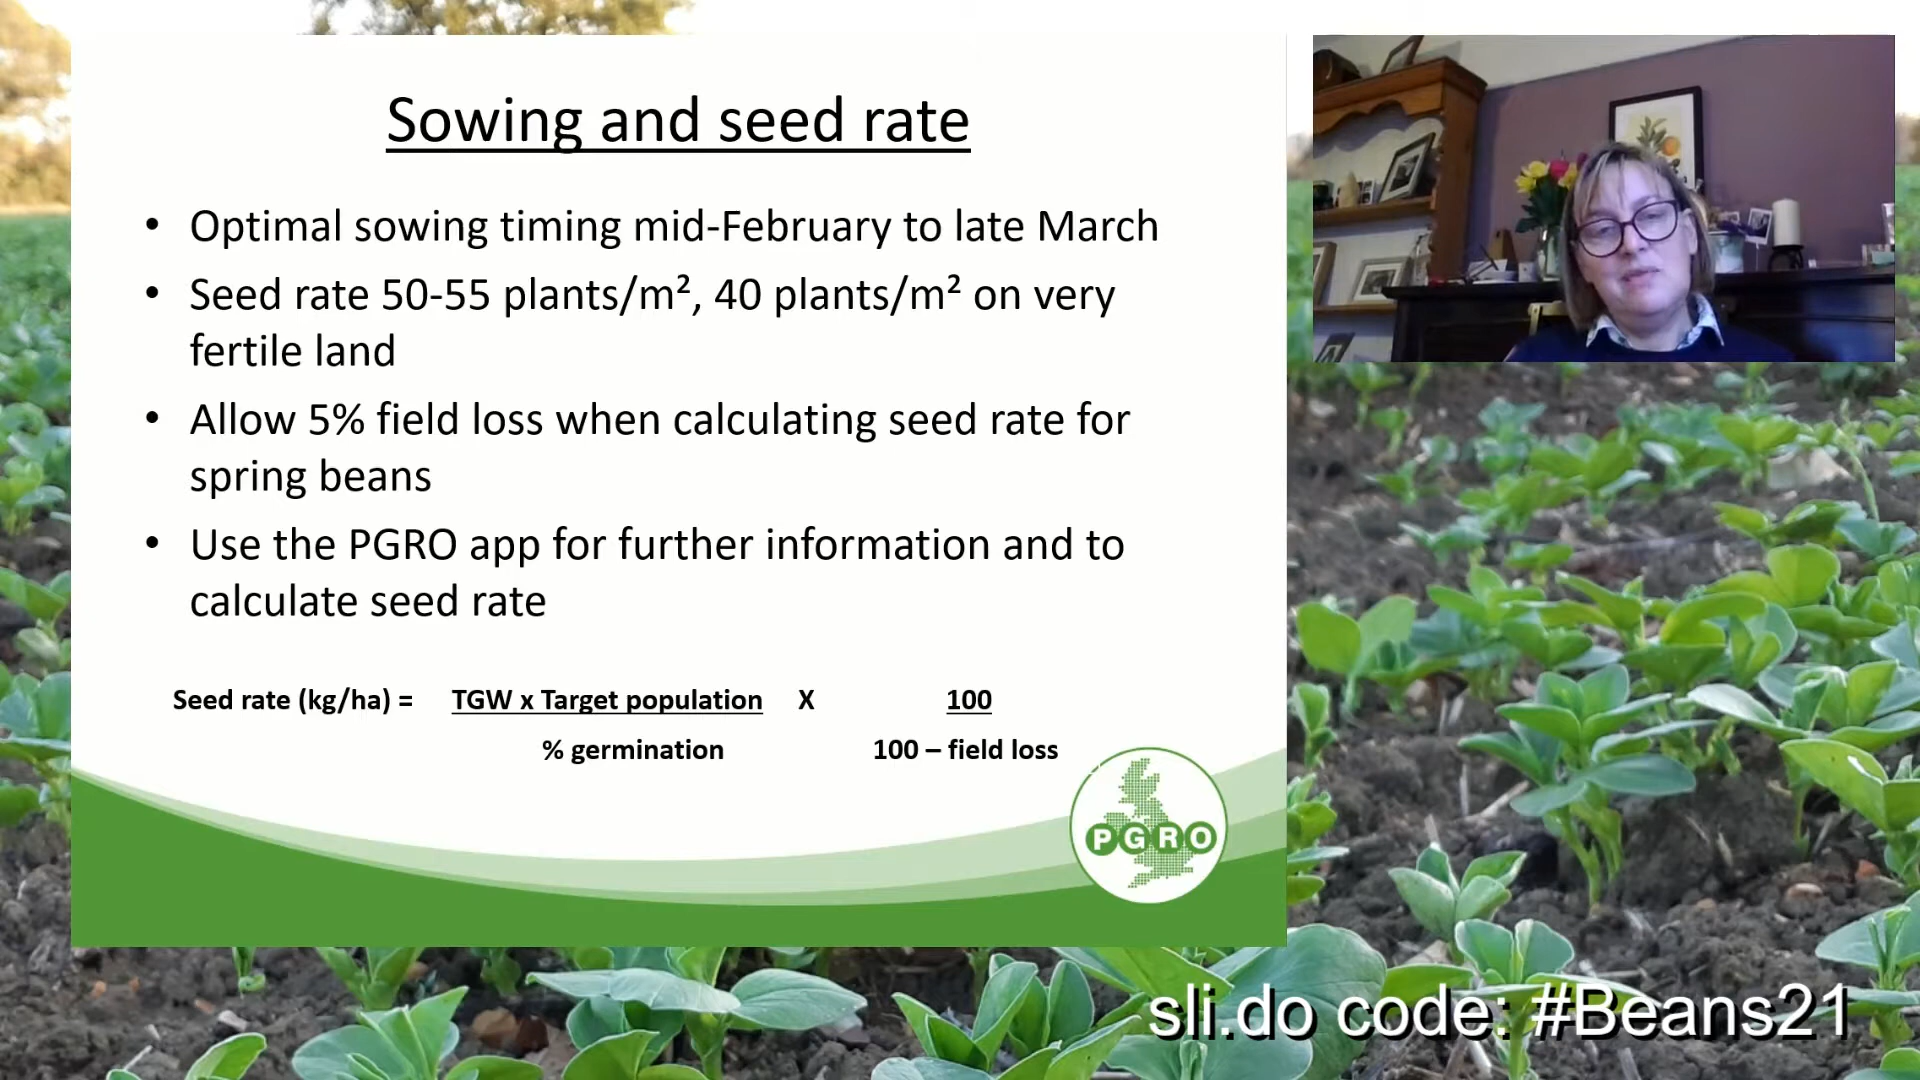 Sowing and seed rate
• Optimal sowing timing mid-February to late March
• Seed rate 50-55 plants/m², 40 plants/m² on very
fertile land
• Allow 5% field loss when calculating seed rate for
spring beans
• Use the PGRO app for further information and to
calculate seed rate
Seed rate (kg/ha) = TGW x Target population X 100
% germination 100 – field loss
PGRO
sli.do code: #Beans21